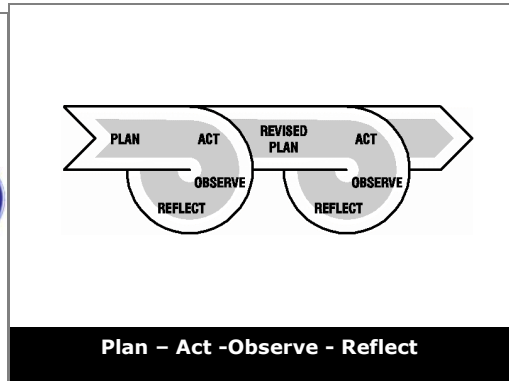 PLAN
ACT
OBSERVE
REFLECT
REVISED
PLAN
ACT
OBSERVE
REFLECT
Plan – Act -Observe - Reflect